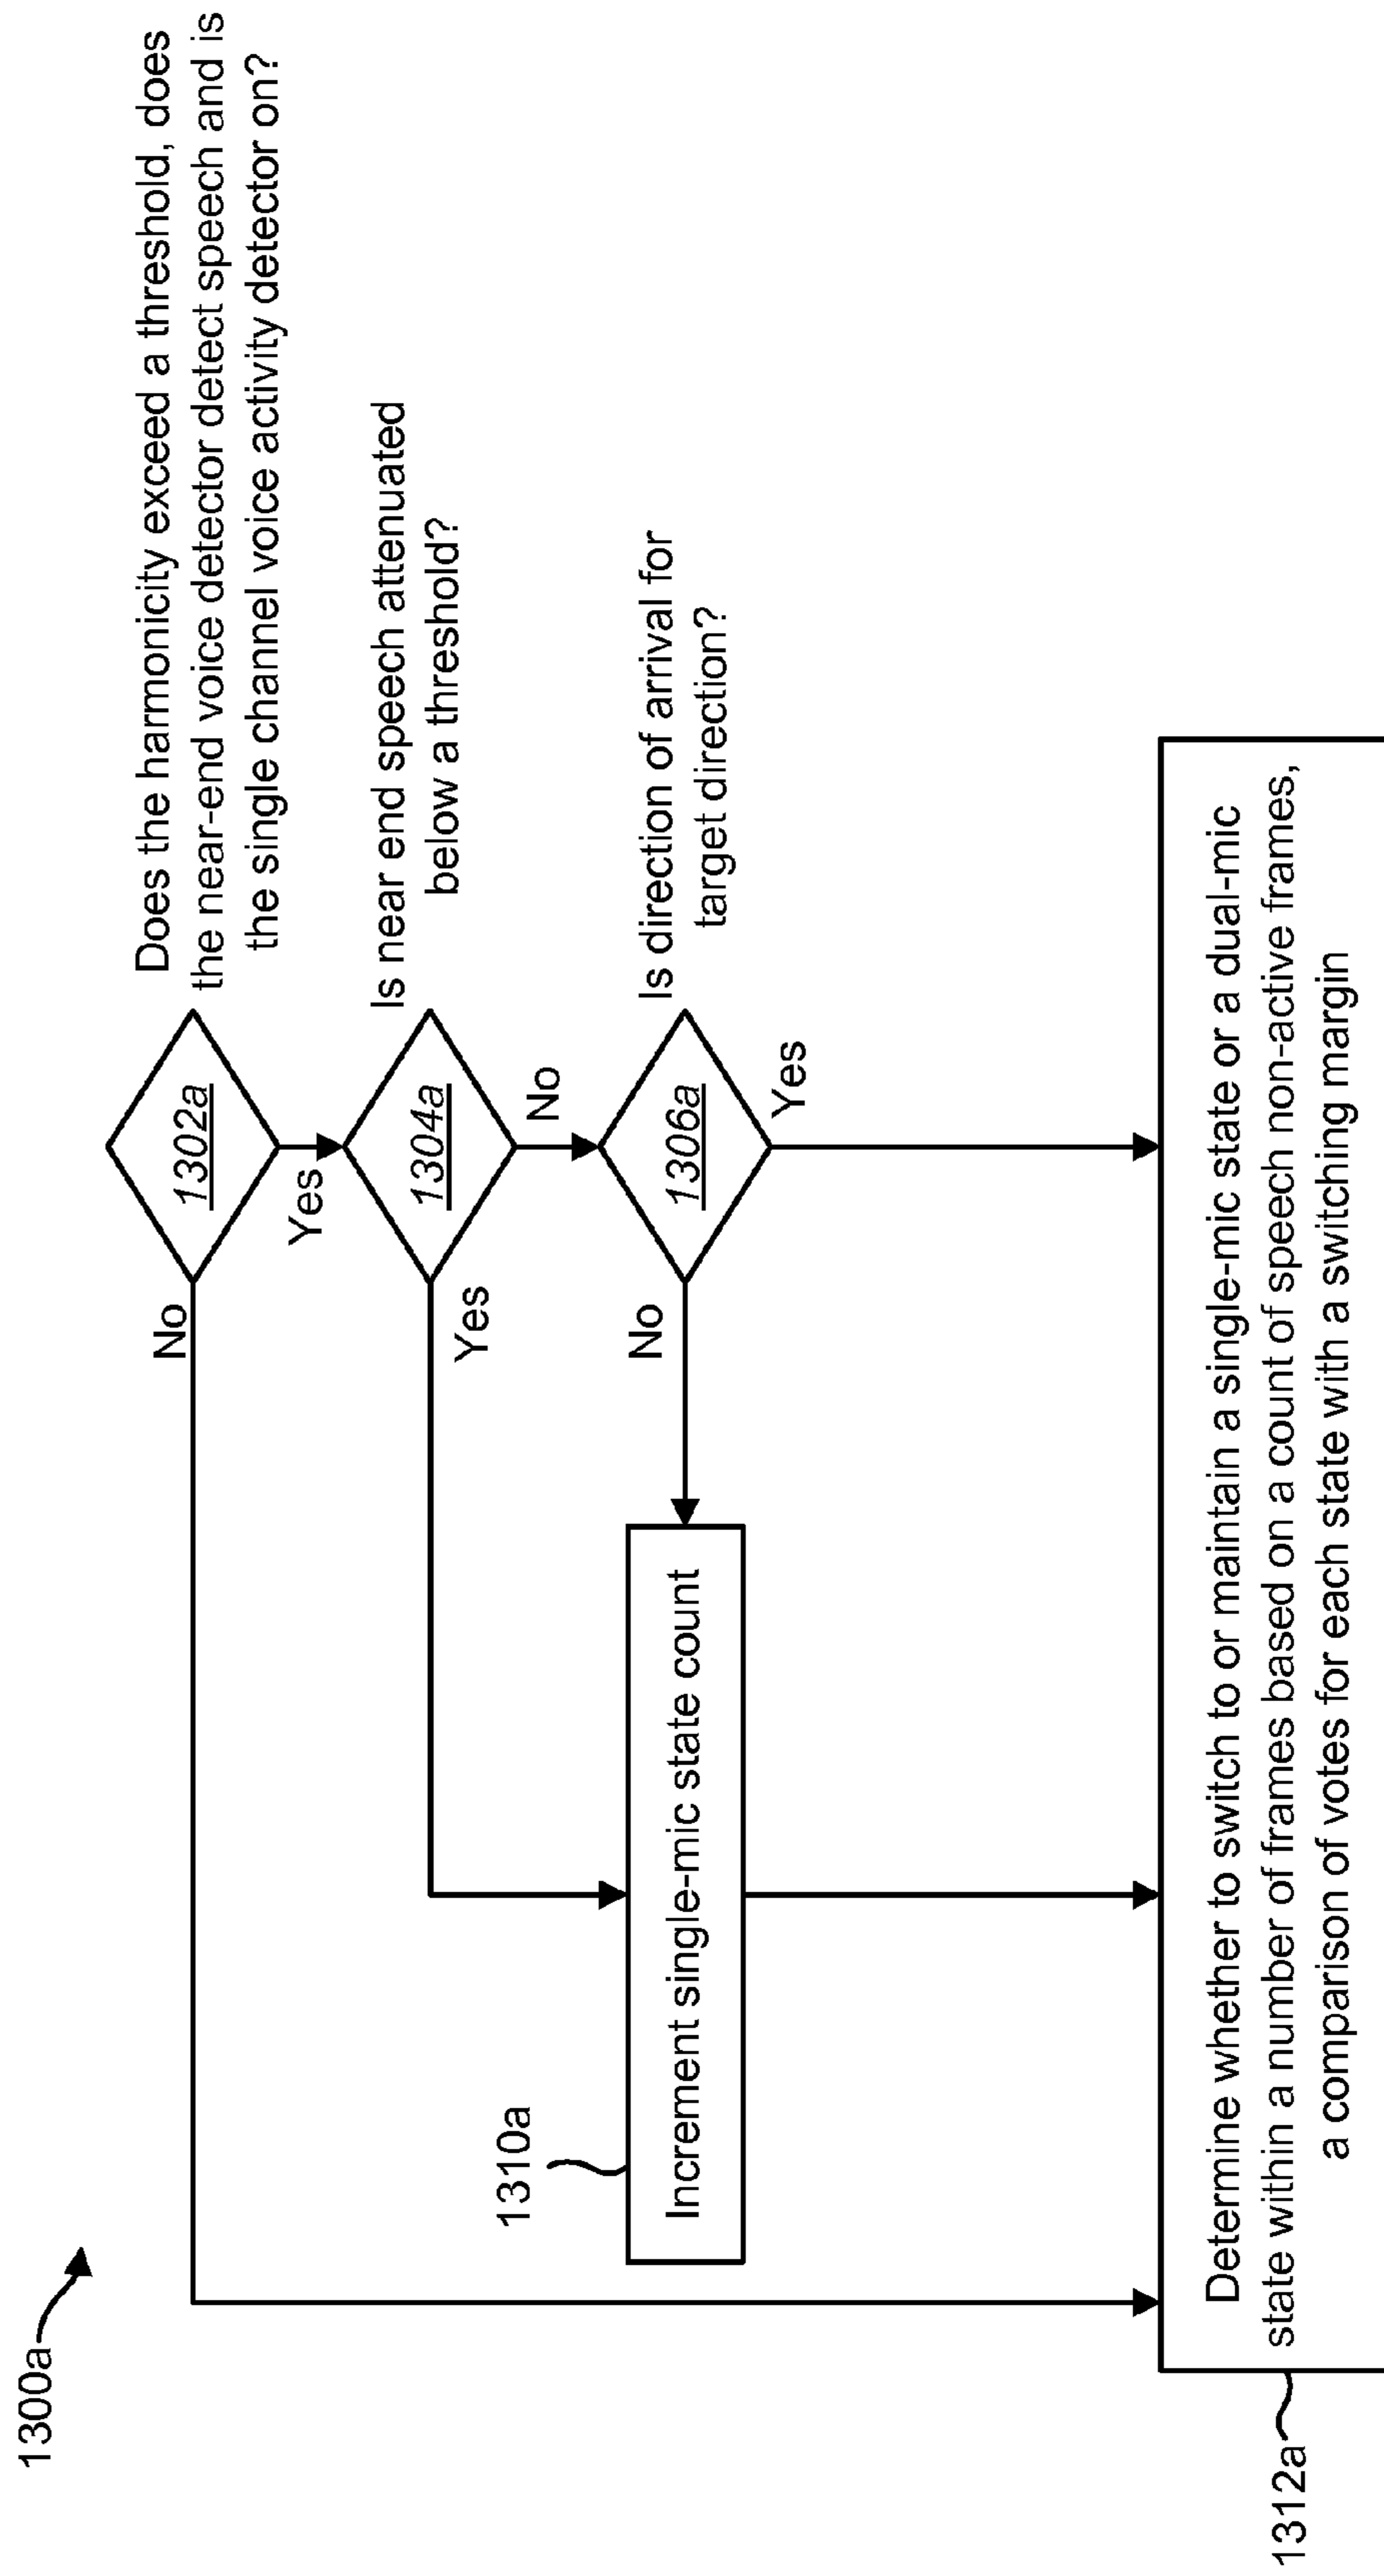 1300a
Does the harmonicity exceed a threshold, does
the near-end voice detector detect speech and is
the single channel voice activity detector on?
1302a
No
Yes
Is near end speech attenuated
below a threshold?
1304a
Yes
No
Is direction of arrival for
target direction?
1306a
No
Yes
1310a
Increment single-mic state count
1312a
Determine whether to switch to or maintain a single-mic state or a dual-mic
state within a number of frames based on a count of speech non-active frames,
a comparison of votes for each state with a switching margin